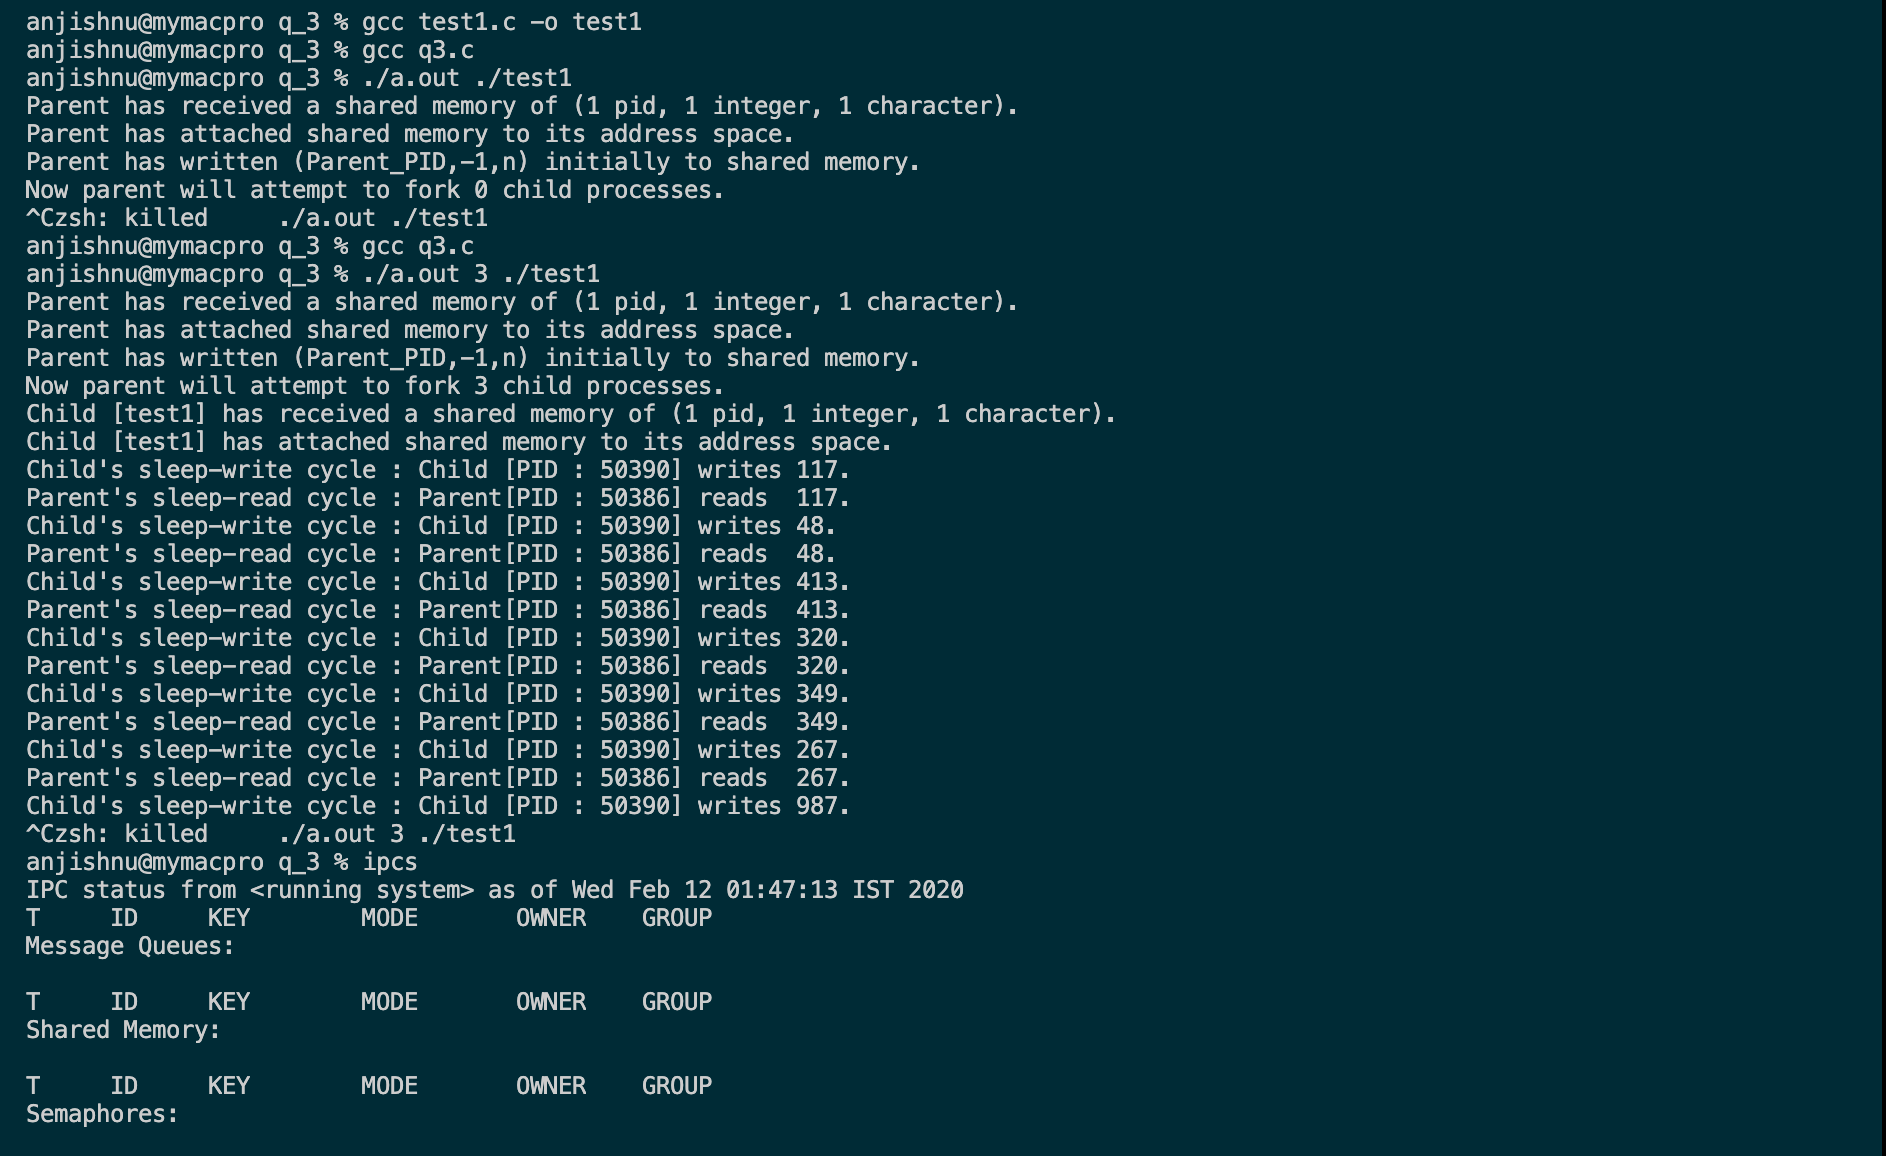 anjishnu@mymacpro q_3 % gcc test1.c -o test1
anjishnu@mymacpro q_3 % gcc q3.c
anjishnu@mymacpro q_3 % ./a.out ./test1
Parent has received a shared memory of (1 pid, 1 integer, 1 character).
Parent has attached shared memory to its address space.
Parent has written (Parent_PID,-1,n) initially to shared memory.
Now parent will attempt to fork 0 child processes.
^Czsh: killed     ./a.out ./test1
anjishnu@mymacpro q_3 % gcc q3.c
anjishnu@mymacpro q_3 % ./a.out 3 ./test1
Parent has received a shared memory of (1 pid, 1 integer, 1 character).
Parent has attached shared memory to its address space.
Parent has written (Parent_PID,-1,n) initially to shared memory.
Now parent will attempt to fork 3 child processes.
Child [test1] has received a shared memory of (1 pid, 1 integer, 1 character).
Child [test1] has attached shared memory to its address space.
Child's sleep-write cycle : Child [PID : 50390] writes 117.
Parent's sleep-read cycle : Parent[PID : 50386] reads  117.
Child's sleep-write cycle : Child [PID : 50390] writes 48.
Parent's sleep-read cycle : Parent[PID : 50386] reads  48.
Child's sleep-write cycle : Child [PID : 50390] writes 413.
Parent's sleep-read cycle : Parent[PID : 50386] reads  413.
Child's sleep-write cycle : Child [PID : 50390] writes 320.
Parent's sleep-read cycle : Parent[PID : 50386] reads  320.
Child's sleep-write cycle : Child [PID : 50390] writes 349.
Parent's sleep-read cycle : Parent[PID : 50386] reads  349.
Child's sleep-write cycle : Child [PID : 50390] writes 267.
Parent's sleep-read cycle : Parent[PID : 50386] reads  267.
Child's sleep-write cycle : Child [PID : 50390] writes 987.
^Czsh: killed     ./a.out 3 ./test1
anjishnu@mymacpro q_3 % ipcs
IPC status from <running system> as of Wed Feb 12 01:47:13 IST 2020
T     ID     KEY        MODE       OWNER    GROUP
Message Queues:

T     ID     KEY        MODE       OWNER    GROUP
Shared Memory:

T     ID     KEY        MODE       OWNER    GROUP
Semaphores: